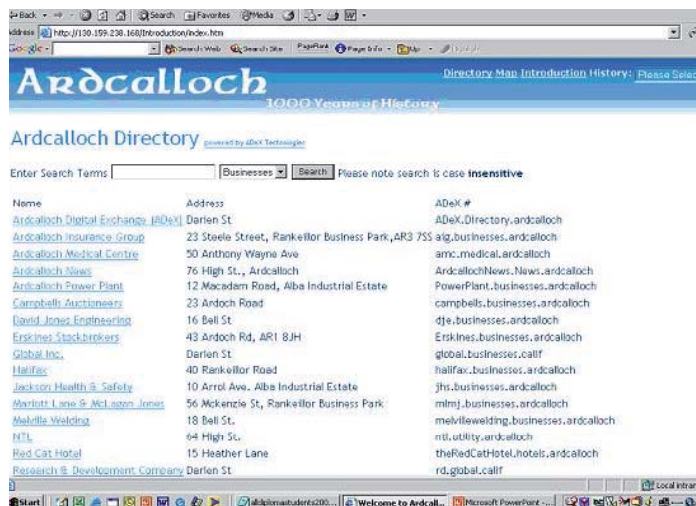 Back Search Favorites Media
Address http://130.159.238.168/Introduction/index.htm
Google Search Web Search Site PageRank Page Info Up
Ardcalloch
Directory Map Introduction History: Please Selec
1000 Years of History
Ardcalloch Directory powered by ADeX Technologies
Enter Search Terms Businesses Search Please note search is case insensitive
Name Address ADeX #
Ardcalloch Digital Exchange (ADeX) Darien St ADeX.Directory.ardcalloch
Ardcalloch Insurance Group 23 Steele Street, Rankeillor Business Park,AR3 7SS aig.businesses.ardcalloch
Ardcalloch Medical Centre 50 Anthony Wayne Ave amc.medical.ardcalloch
Ardcalloch News 76 High St., Ardcalloch ArdcallochNews.News.ardcalloch
Ardcalloch Power Plant 12 Macadam Road, Alba Industrial Estate PowerPlant.businesses.ardcalloch
Campbells Auctioneers 23 Ardoch Road campbells.businesses.ardcalloch
David Jones Engineering 16 Bell St dje.businesses.ardcalloch
Erskines Stockbrokers 43 Ardoch Rd, AR1 8JH Erskines.businesses.ardcalloch
Global Inc. Darien St global.businesses.calif
Halifax 40 Rankeillor Road halifax.businesses.ardcalloch
Jackson Health & Safety 10 Arrol Ave. Alba Industrial Estate jhs.businesses.ardcalloch
Marriott Lane & McLagan Jones 56 Mckenzie St, Rankeillor Business Park mlmj.businesses.ardcalloch
Melville Welding 18 Bell St. melvillewelding.businesses.ardcalloch
NTL 64 High St. ntl.utility.ardcalloch
Red Cat Hotel 15 Heather Lane theRedCatHotel.hotels.ardcalloch
Research & Development Company Darien St rd.global.calif
Local intran
Start alldiplomastudents200... Welcome to Ardcall... Microsoft PowerPoint -...